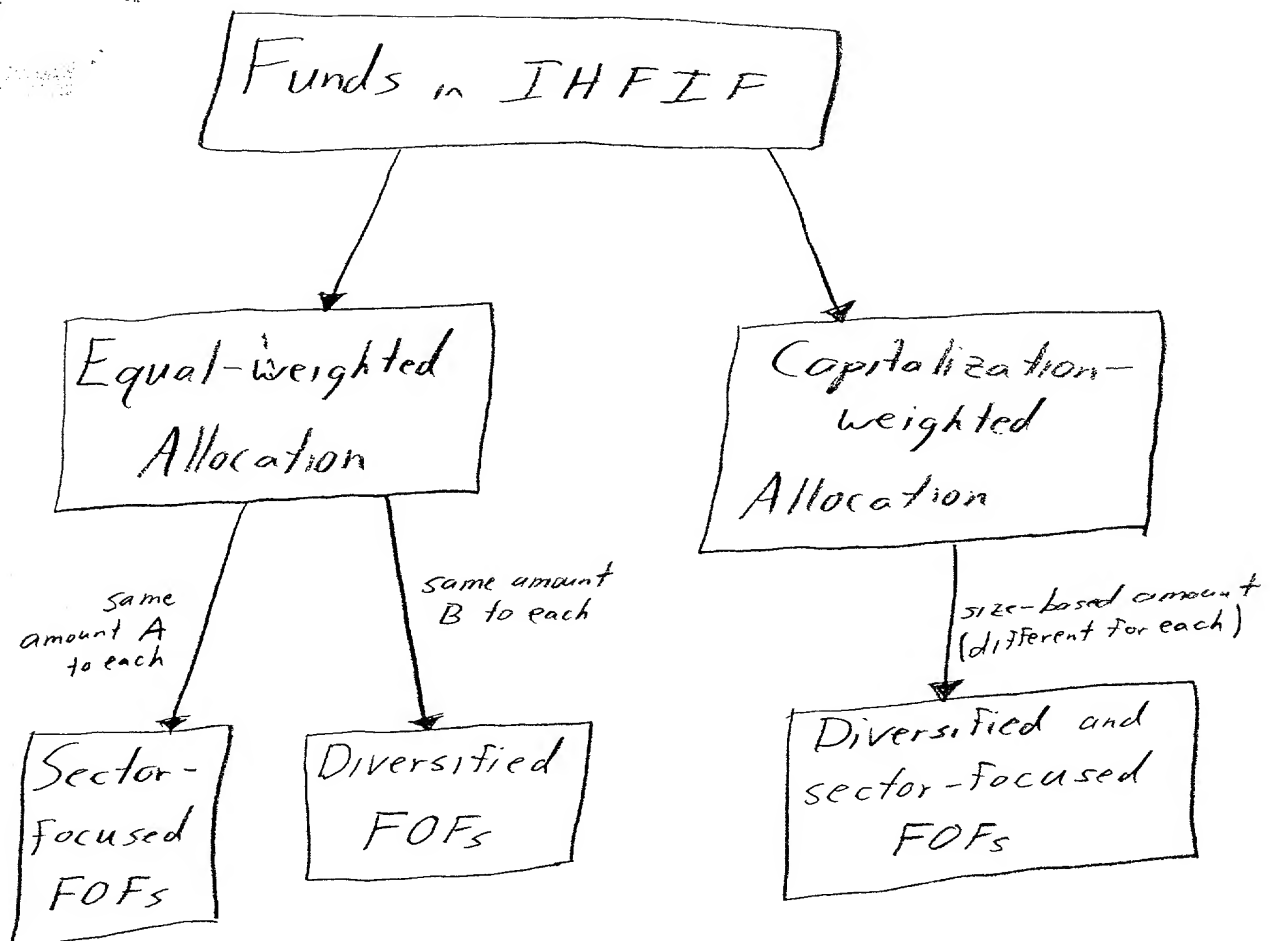 Funds in IHFIF
Equal-weighted
Allocation
Capitalization-
weighted
Allocation
same
amount A
to each
same amount
B to each
size-based amount
(different for each)
Sector-
focused
FOFs
Diversified
FOFs
Diversified and
sector-focused
FOFs